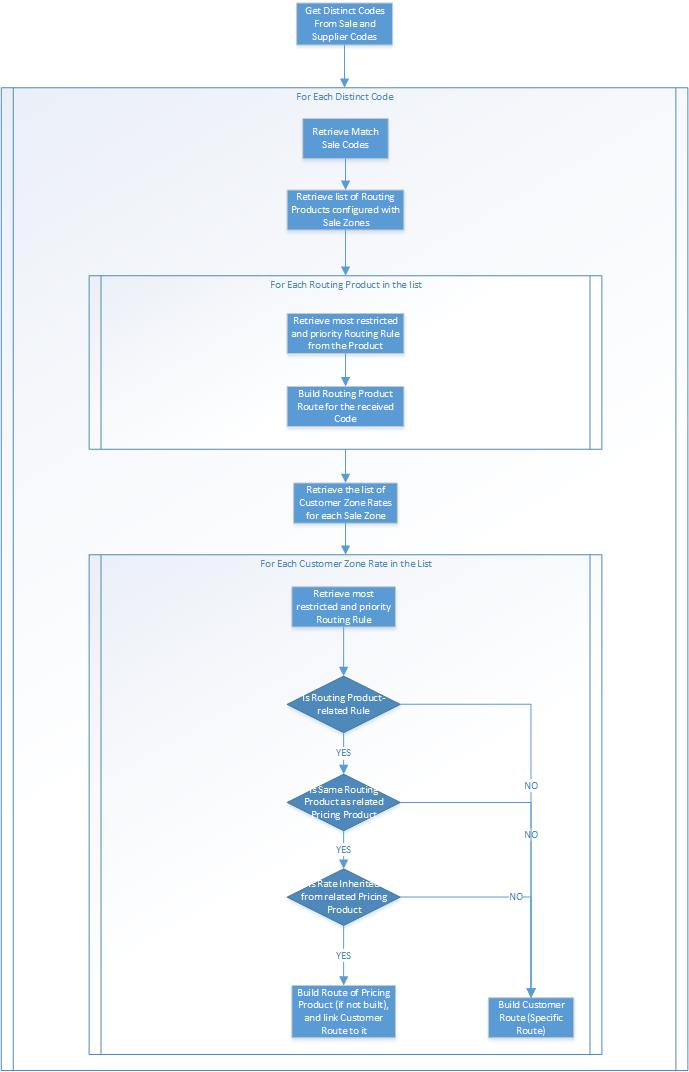 Get Distinct Codes
From Sale and
Supplier Codes
For Each Distinct Code
Retrieve Match
Sale Codes
Retrieve list of Routing
Products configured with
Sale Zones
For Each Routing Product in the list
Retrieve most restricted
and priority Routing Rule
from the Product
Build Routing Product
Route for the received
Code
Retrieve the list of
Customer Zone Rates
for each Sale Zone
For Each Customer Zone Rate in the List
Retrieve most
restricted and priority
Routing Rule
Is Routing Product-
related Rule
YES
NO
Is Same Routing
Product as related
Pricing Product
NO
YES
Is Rate Inherited
from related Pricing
Product
NO
YES
Build Route of Pricing
Product (if not built),
and link Customer
Route to it
Build Customer
Route (Specific
Route)